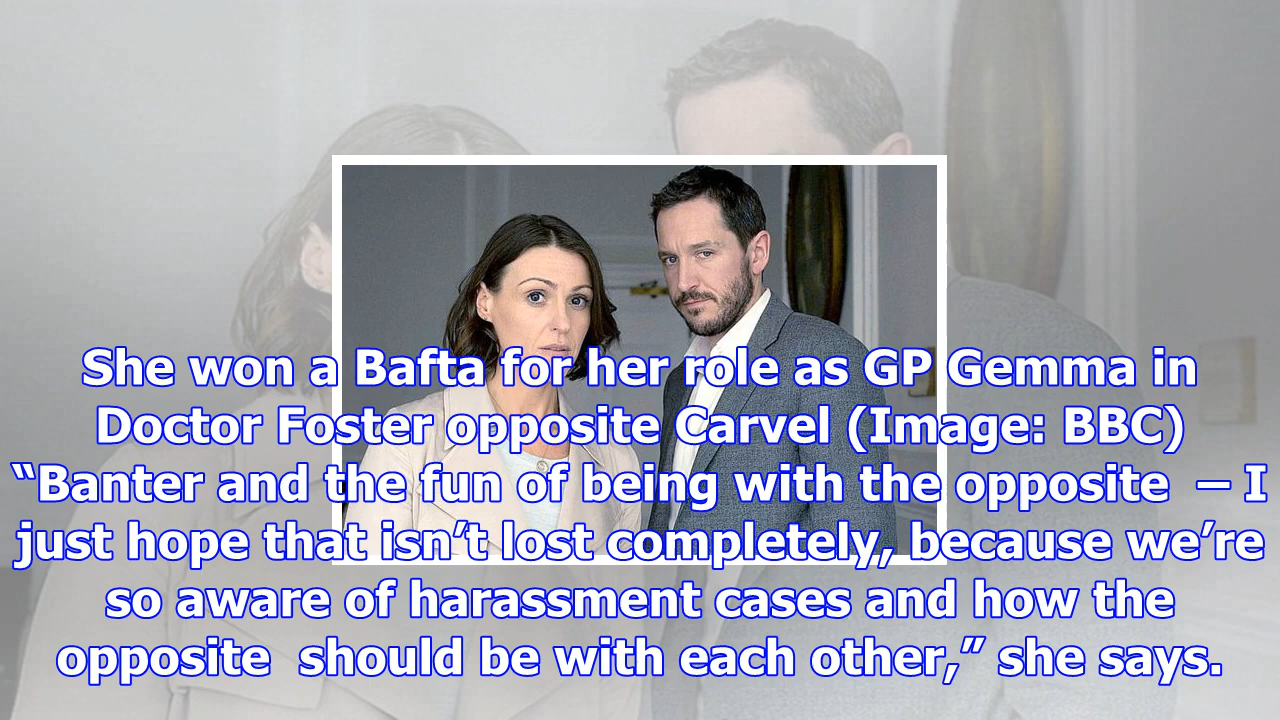 She won a Bafta for her role as GP Gemma in
Doctor Foster opposite Carvel (Image: BBC)
“Banter and the fun of being with the opposite  – I
just hope that isn’t lost completely, because we’re
so aware of harassment cases and how the
opposite  should be with each other,” she says.